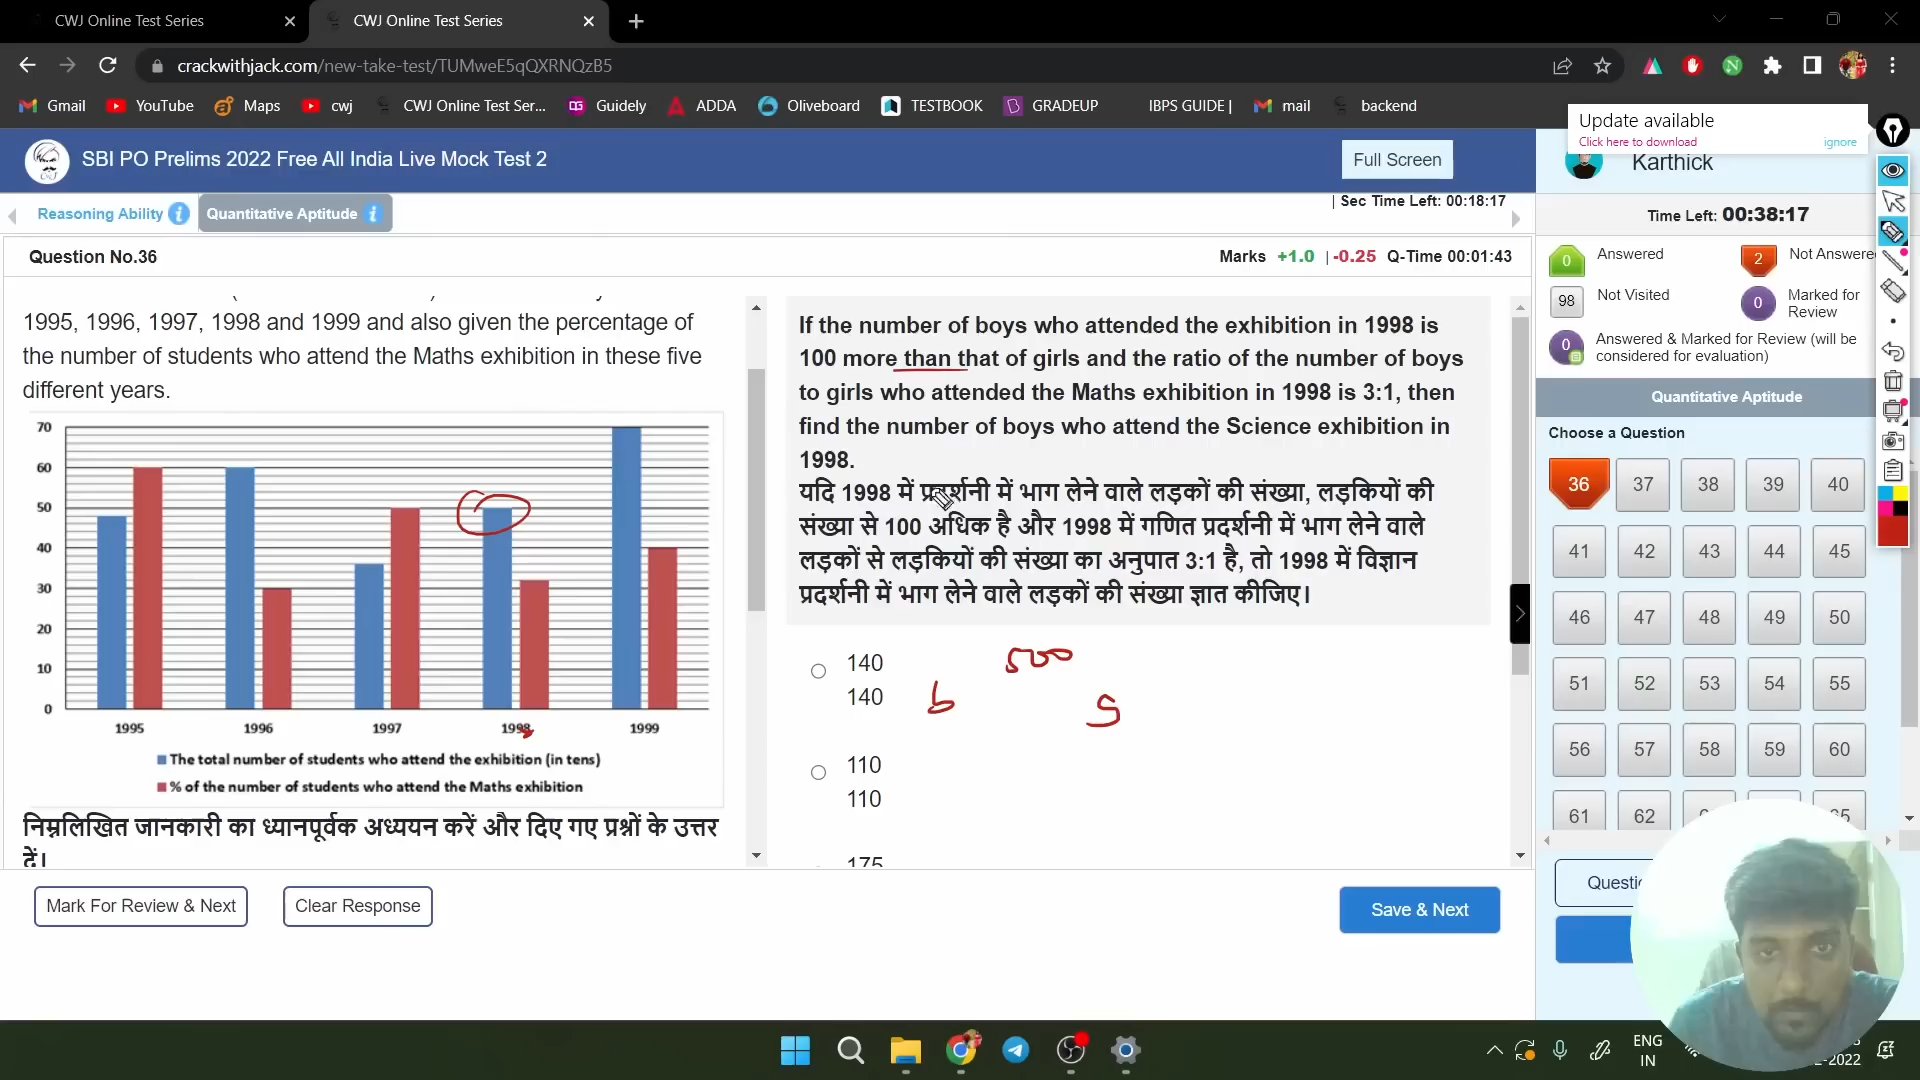 CWJ Online Test Series
CWJ Online Test Series
crackwithjack.com/new-take-test/TUMweE5qQXRNQzB5
Gmail YouTube Maps cwj CWJ Online Test Ser... Guidely ADDA Oliveboard TESTBOOK GRADEUP IBPS GUIDE | mail backend
Update available
Click here to download ignore
SBI PO Prelims 2022 Free All India Live Mock Test 2
Full Screen
Karthick
Reasoning Ability
Quantitative Aptitude
| Sec Time Left: 00:18:17
Time Left: 00:38:17
Question No.36
Marks +1.0 | -0.25 Q-Time 00:01:43
1995, 1996, 1997, 1998 and 1999 and also given the percentage of
the number of students who attend the Maths exhibition in these five
different years.
70
60
50
40
30
20
10
0
1995 1996 1997 1998 1999
The total number of students who attend the exhibition (in tens)
% of the number of students who attend the Maths exhibition
निम्नलिखित जानकारी का ध्यानपूर्वक अध्ययन करें और दिए गए प्रश्नों के उत्तर
दें।
If the number of boys who attended the exhibition in 1998 is
100 more than that of girls and the ratio of the number of boys
to girls who attended the Maths exhibition in 1998 is 3:1, then
find the number of boys who attend the Science exhibition in
1998.
यदि 1998 में प्रदर्शनी में भाग लेने वाले लड़कों की संख्या, लड़कियों की
संख्या से 100 अधिक है और 1998 में गणित प्रदर्शनी में भाग लेने वाले
लड़कों से लड़कियों की संख्या का अनुपात 3:1 है, तो 1998 में विज्ञान
प्रदर्शनी में भाग लेने वाले लड़कों की संख्या ज्ञात कीजिए।
500
b
140
140
110
110
175
0 Answered
2 Not Answere
98 Not Visited
0 Marked for
Review
0 Answered & Marked for Review (will be
considered for evaluation)
Quantitative Aptitude
Choose a Question
36 37 38 39 40
41 42 43 44 45
46 47 48 49 50
51 52 53 54 55
56 57 58 59 60
61 62
Mark For Review & Next
Clear Response
Save & Next
ENG
IN